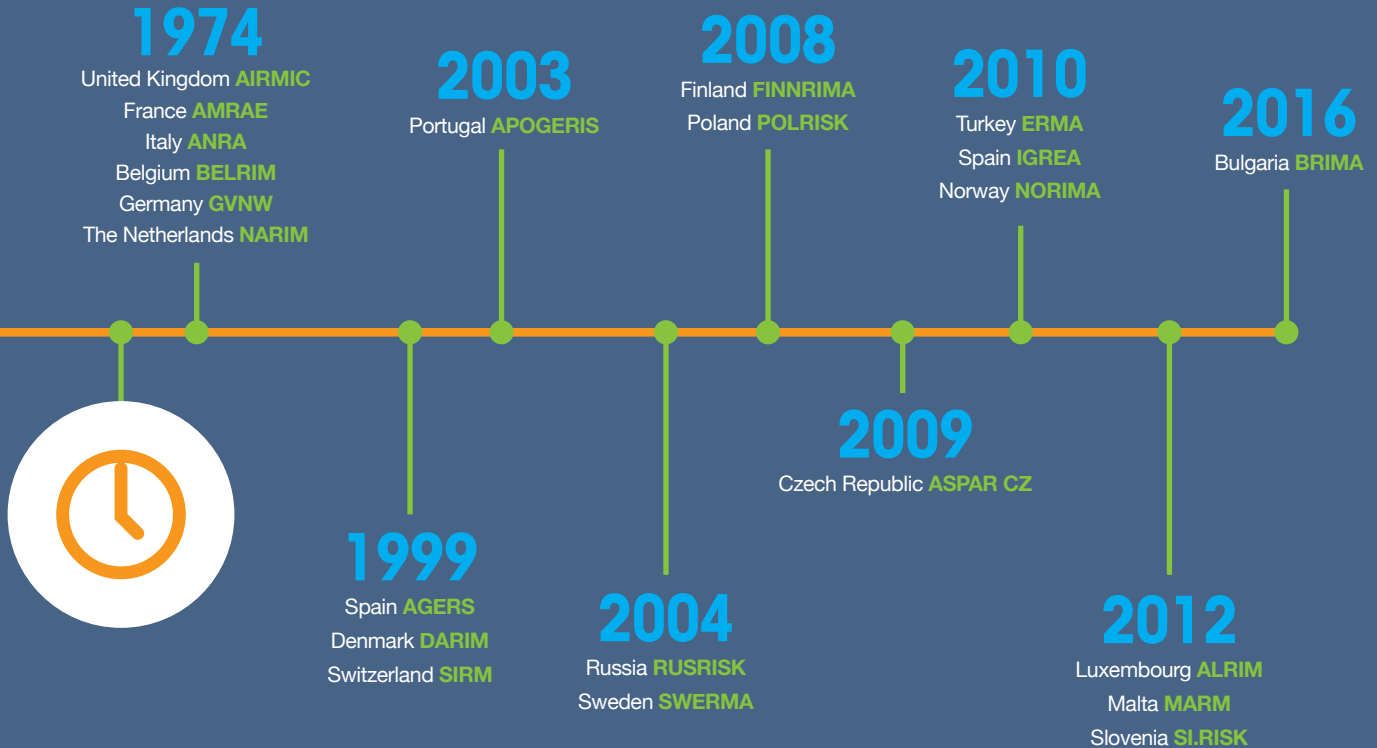 1974
United Kingdom AIRMIC
France AMRAE
Italy ANRA
Belgium BELRIM
Germany GVNW
The Netherlands NARIM
1999
Spain AGERS
Denmark DARIM
Switzerland SIRM
2003
Portugal APOGERIS
2004
Russia RUSRISK
Sweden SWERMA
2008
Finland FINNRIMA
Poland POLRISK
2009
Czech Republic ASPAR CZ
2010
Turkey ERMA
Spain IGREA
Norway NORIMA
2012
Luxembourg ALRIM
Malta MARM
Slovenia SI.RISK
2016
Bulgaria BRIMA